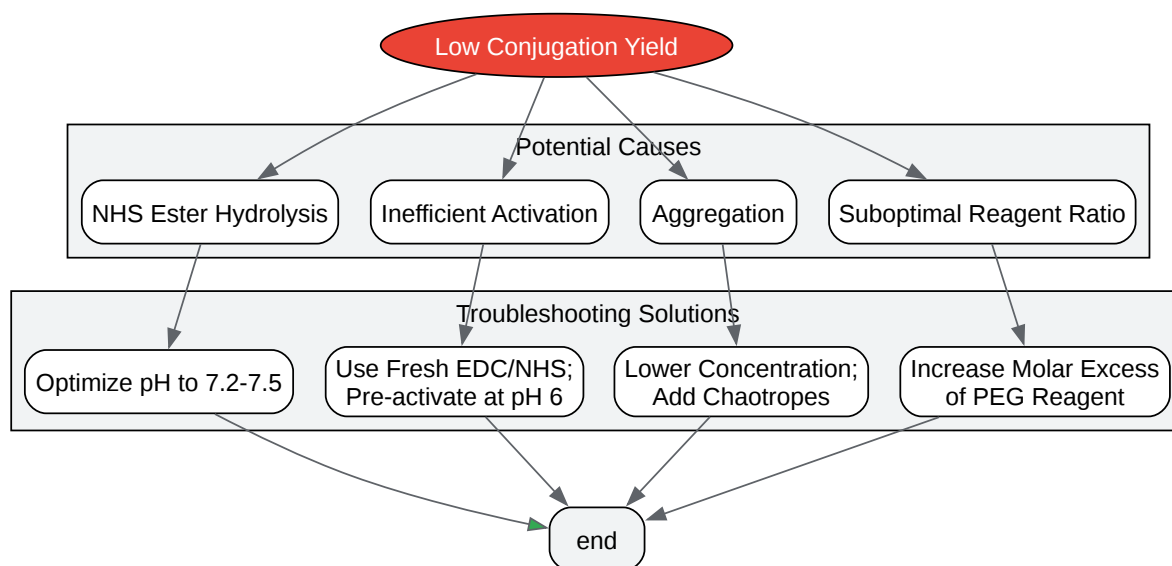 Low Conjugation Yield
Potential Causes
NHS Ester Hydrolysis
Inefficient Activation
Aggregation
Suboptimal Reagent Ratio
Troubleshooting Solutions
Optimize pH to 7.2-7.5
Use Fresh EDC/NHS;
Pre-activate at pH 6
Lower Concentration;
Add Chaotropes
Increase Molar Excess
of PEG Reagent
end